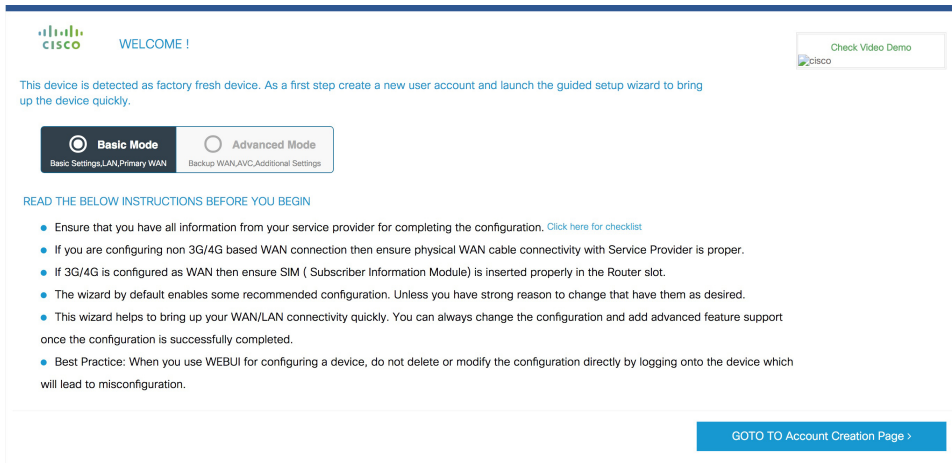 CISCO
WELCOME !
Check Video Demo
cisco
This device is detected as factory fresh device. As a first step create a new user account and launch the guided setup wizard to bring
up the device quickly.
Basic Mode
Basic Settings,LAN,Primary WAN
Advanced Mode
Backup WAN,AVC,Additional Settings
READ THE BELOW INSTRUCTIONS BEFORE YOU BEGIN
Ensure that you have all information from your service provider for completing the configuration. Click here for checklist
If you are configuring non 3G/4G based WAN connection then ensure physical WAN cable connectivity with Service Provider is proper.
If 3G/4G is configured as WAN then ensure SIM ( Subscriber Information Module) is inserted properly in the Router slot.
The wizard by default enables some recommended configuration. Unless you have strong reason to change that have them as desired.
This wizard helps to bring up your WAN/LAN connectivity quickly. You can always change the configuration and add advanced feature support
once the configuration is successfully completed.
Best Practice: When you use WEBUI for configuring a device, do not delete or modify the configuration directly by logging onto the device which
will lead to misconfiguration.
GOTO TO Account Creation Page >